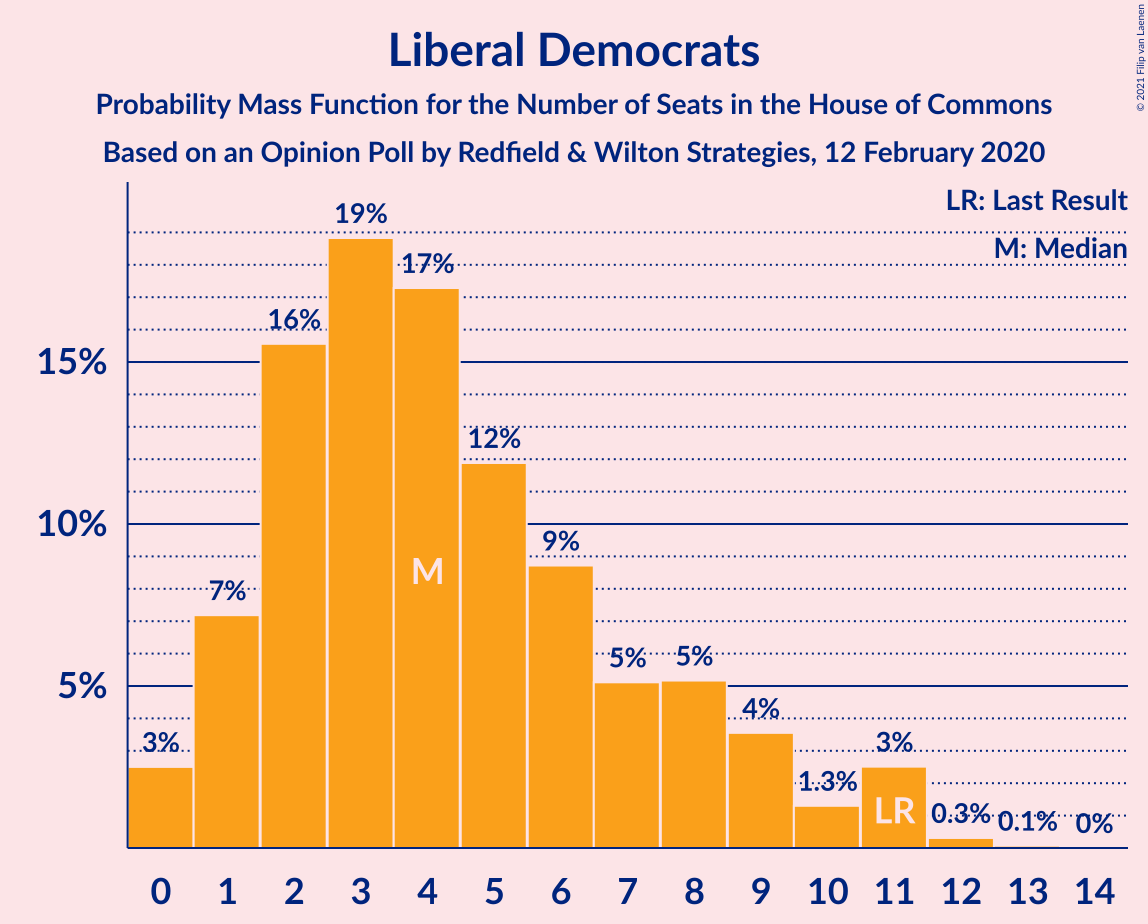 Liberal Democrats
Probability Mass Function for the Number of Seats in the House of Commons
Based on an Opinion Poll by Redfield & Wilton Strategies, 12 February 2020
© 2021 Filip van Laenen
LR: Last Result
M: Median
15%
10%
5%
3%
7%
16%
19%
17%
12%
9%
5%
5%
4%
1.3%
3%
0.3%
0.1%
0%
M
LR
0 1 2 3 4 5 6 7 8 9 10 11 12 13 14